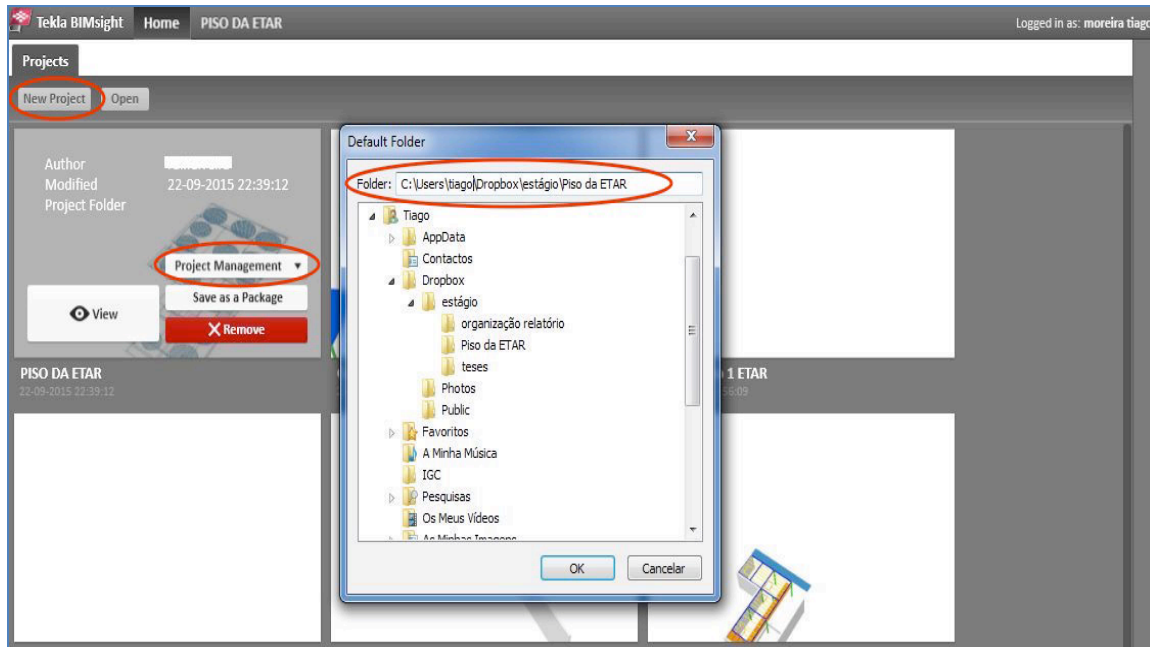 Tekla BIMsight Home PISO DA ETAR Logged in as: moreira tiago
Projects
New Project Open
Author
Modified 22-09-2015 22:39:12
Project Folder
Project Management
Save as a Package
View
Remove
PISO DA ETAR
22-09-2015 22:39:12
Default Folder
Folder: C:\Users\tiago\Dropbox\estágio\Piso da ETAR
Tiago
AppData
Contactos
Dropbox
estágio
organização relatório
Piso da ETAR
teses
Photos
Public
Favoritos
A Minha Música
IGC
Pesquisas
Os Meus Vídeos
As Minhas Imagens
OK Cancelar
1 ETAR